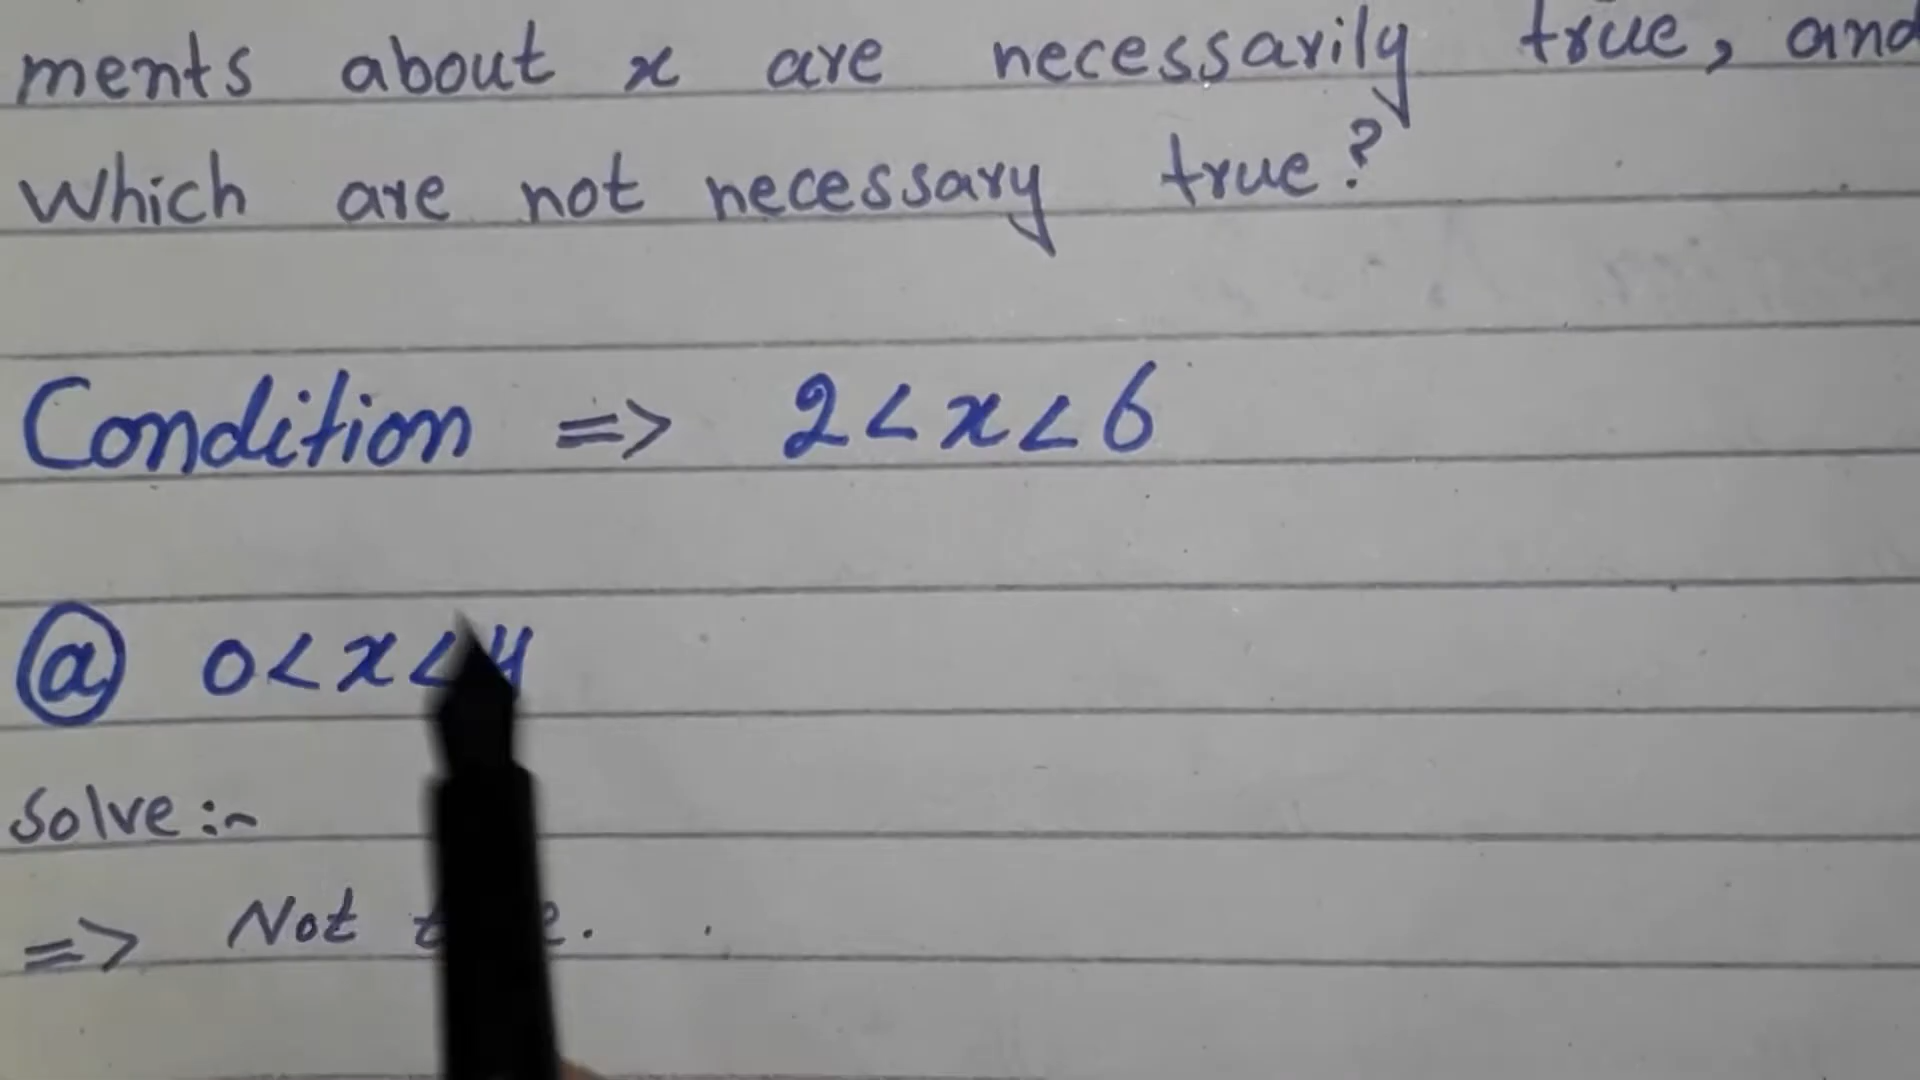 ments about x are necessarily true, and
Which are not necessary true?
Condition => 2<x<6
(a) 0<x<4
Solve:-
=> Not